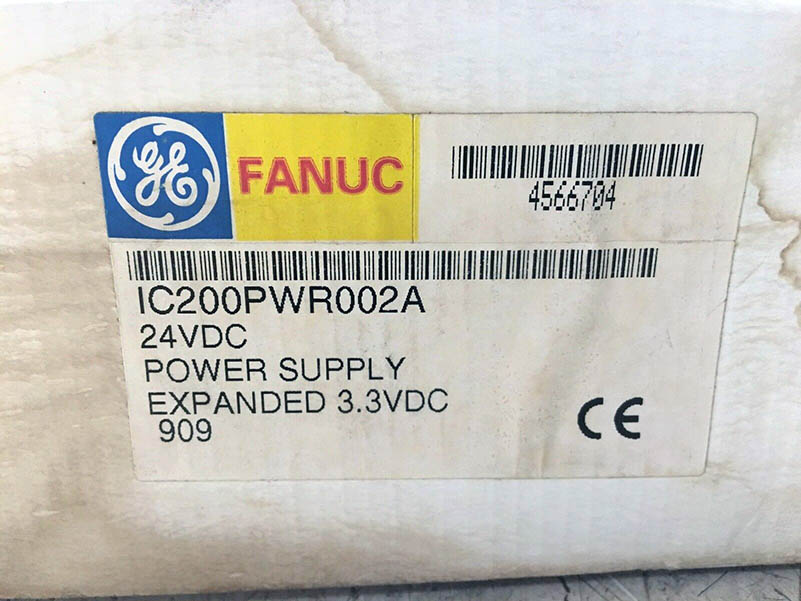 GE FANUC
4566704
IC200PWR002A
24VDC
POWER SUPPLY
EXPANDED 3.3VDC
909
CE